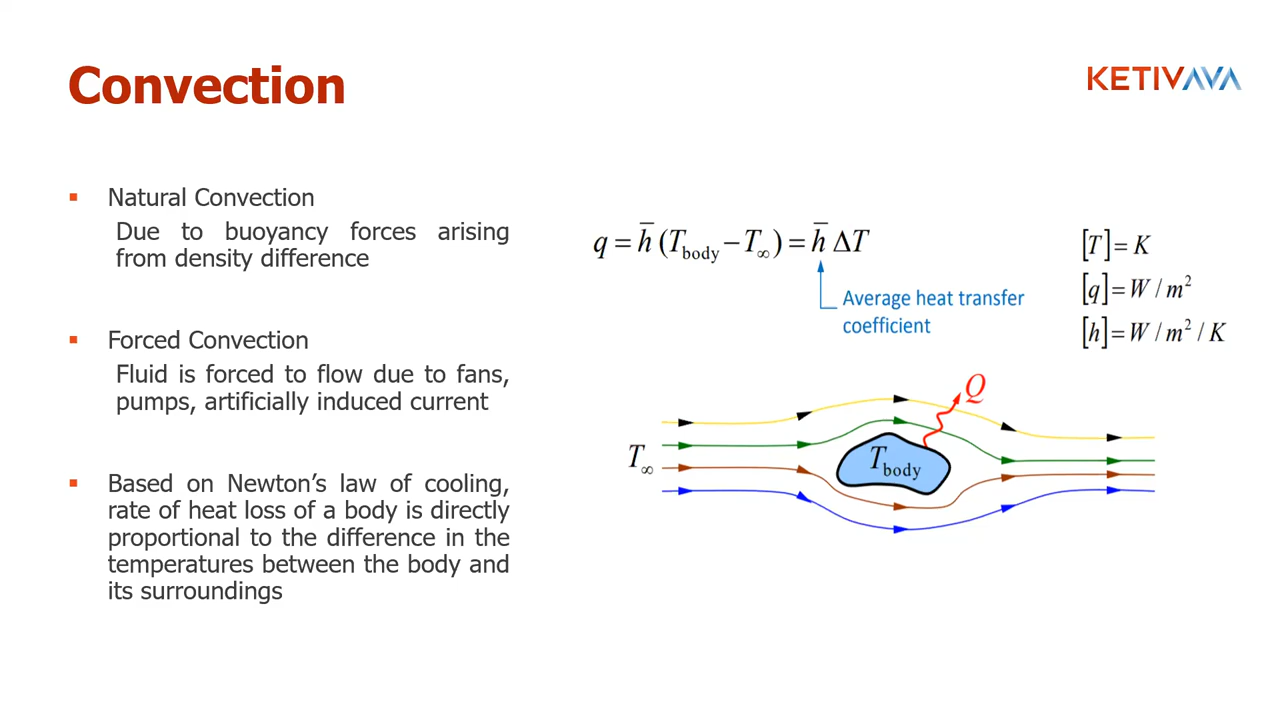 Convection
KETIVAVA
Natural Convection
Due to buoyancy forces arising
from density difference
Forced Convection
Fluid is forced to flow due to fans,
pumps, artificially induced current
Based on Newton’s law of cooling,
rate of heat loss of a body is directly
proportional to the difference in the
temperatures between the body and
its surroundings
q = h̅ (T_body − T_∞) = h̅ ΔT
Average heat transfer
coefficient
[T] = K
[q] = W / m²
[h] = W / m² / K
Q
T_∞
T_body